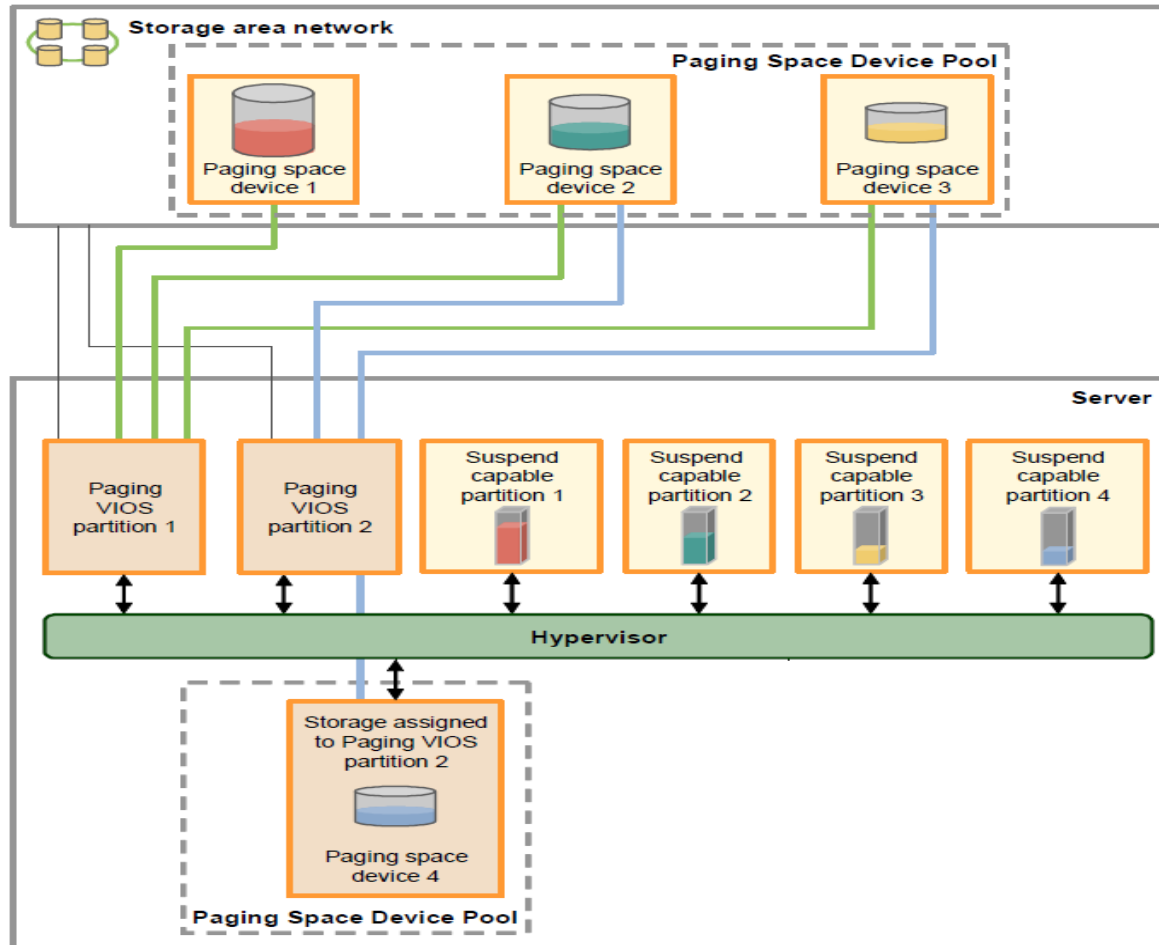 Storage area network
Paging Space Device Pool
Paging space
device 1
Paging space
device 2
Paging space
device 3
Server
Paging
VIOS
partition 1
Paging
VIOS
partition 2
Suspend
capable
partition 1
Suspend
capable
partition 2
Suspend
capable
partition 3
Suspend
capable
partition 4
Hypervisor
Storage assigned
to Paging VIOS
partition 2
Paging space
device 4
Paging Space Device Pool